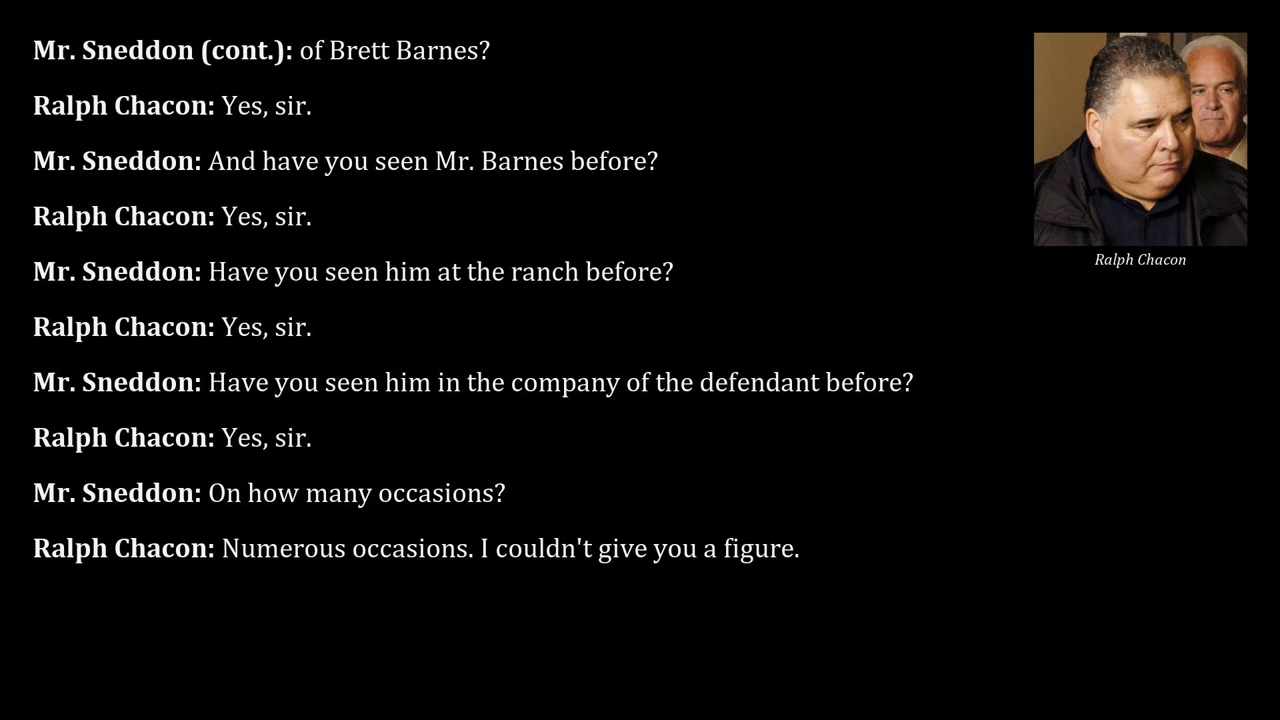 Mr. Sneddon (cont.): of Brett Barnes?
Ralph Chacon: Yes, sir.
Mr. Sneddon: And have you seen Mr. Barnes before?
Ralph Chacon: Yes, sir.
Mr. Sneddon: Have you seen him at the ranch before?
Ralph Chacon: Yes, sir.
Mr. Sneddon: Have you seen him in the company of the defendant before?
Ralph Chacon: Yes, sir.
Mr. Sneddon: On how many occasions?
Ralph Chacon: Numerous occasions. I couldn't give you a figure.
Ralph Chacon